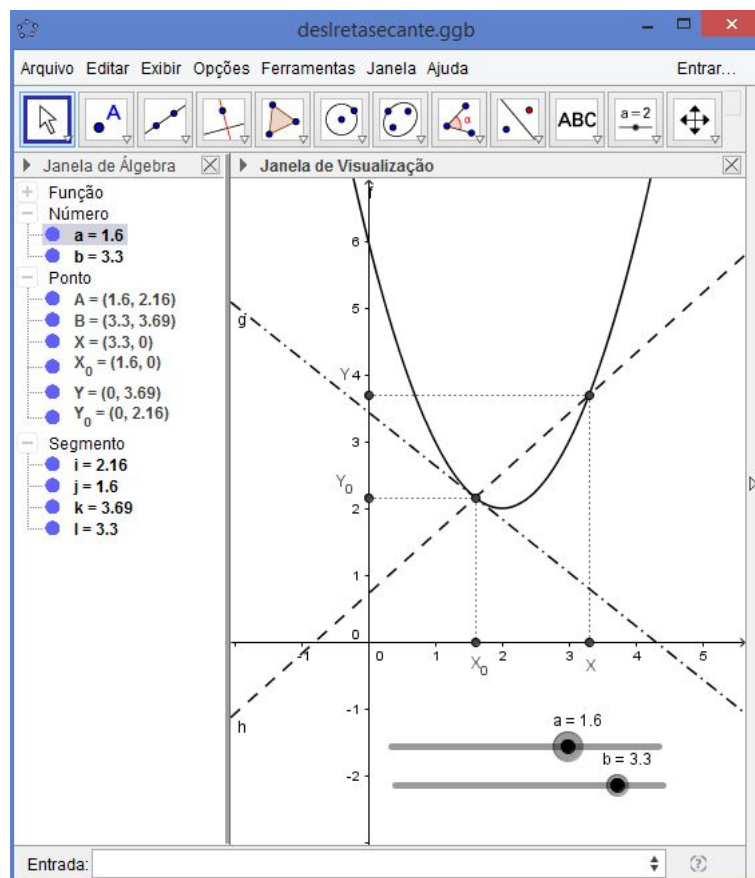 desIretasecante.ggb
Arquivo Editar Exibir Opções Ferramentas Janela Ajuda Entrar...
A α ABC a=2
Janela de Álgebra
Função
Número
a = 1.6
b = 3.3
Ponto
A = (1.6, 2.16)
B = (3.3, 3.69)
X = (3.3, 0)
X₀ = (1.6, 0)
Y = (0, 3.69)
Y₀ = (0, 2.16)
Segmento
i = 2.16
j = 1.6
k = 3.69
l = 3.3
Janela de Visualização
f
6
5
g
Y 4
3
Y₀
2
1
0
-1 0 1 X₀ 2 3 X 4 5
-1
h
a = 1.6
b = 3.3
-2
Entrada: